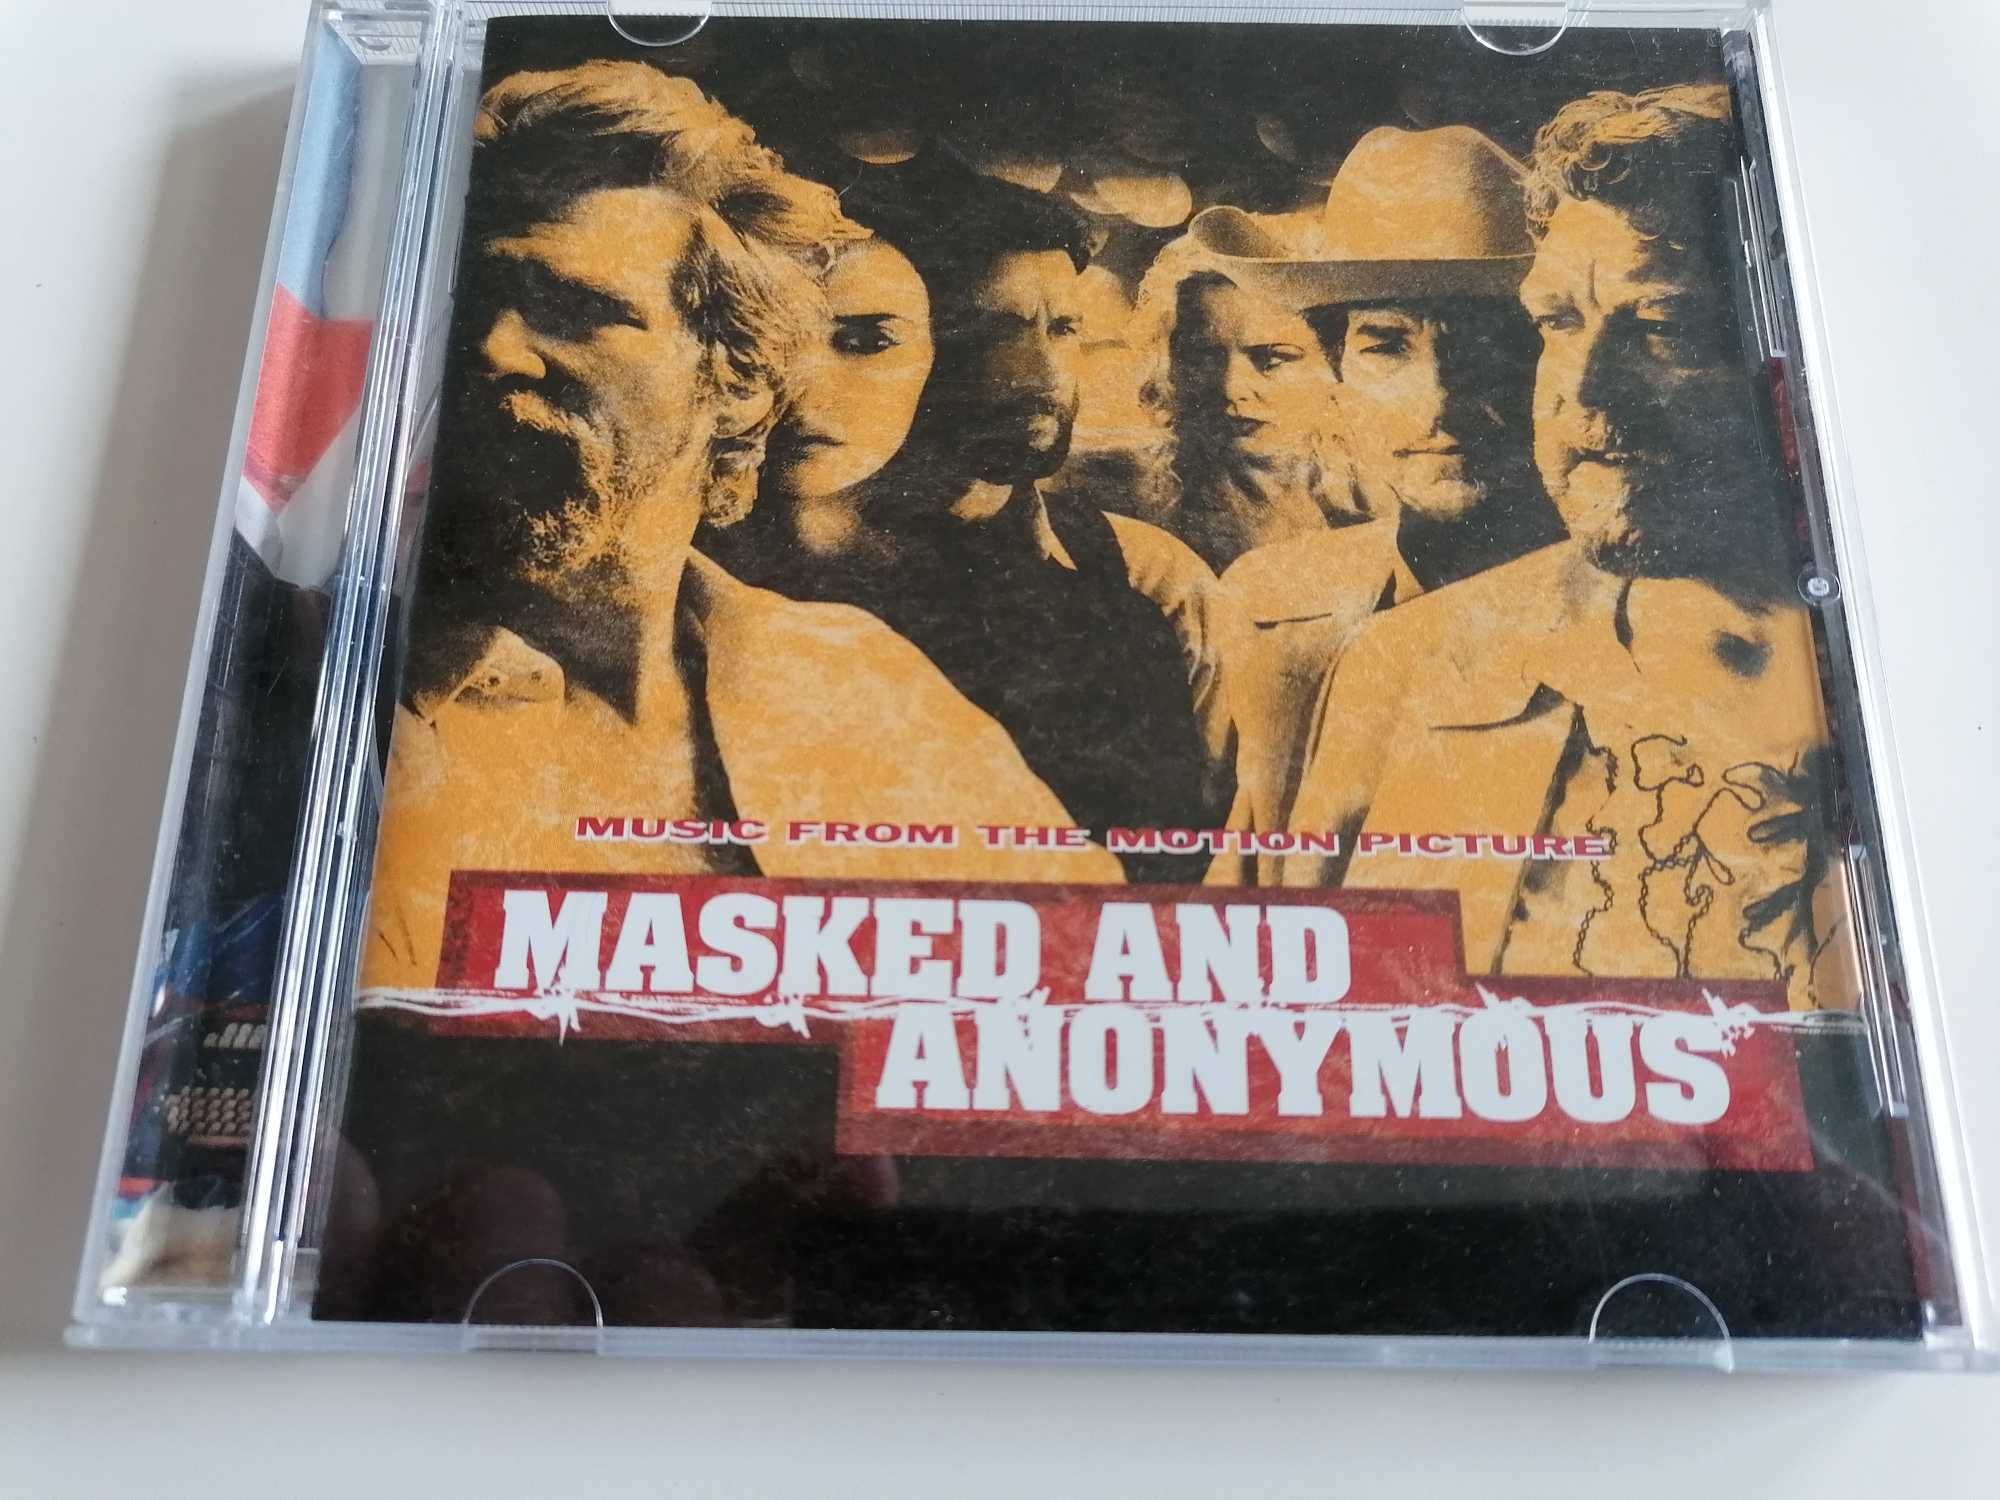 MUSIC FROM THE MOTION PICTURE
MASKED AND
ANONYMOUS